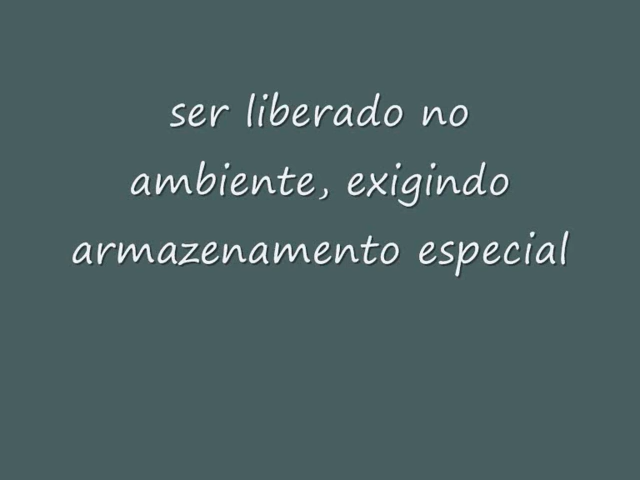 ser liberado no
ambiente, exigindo
armazenamento especial